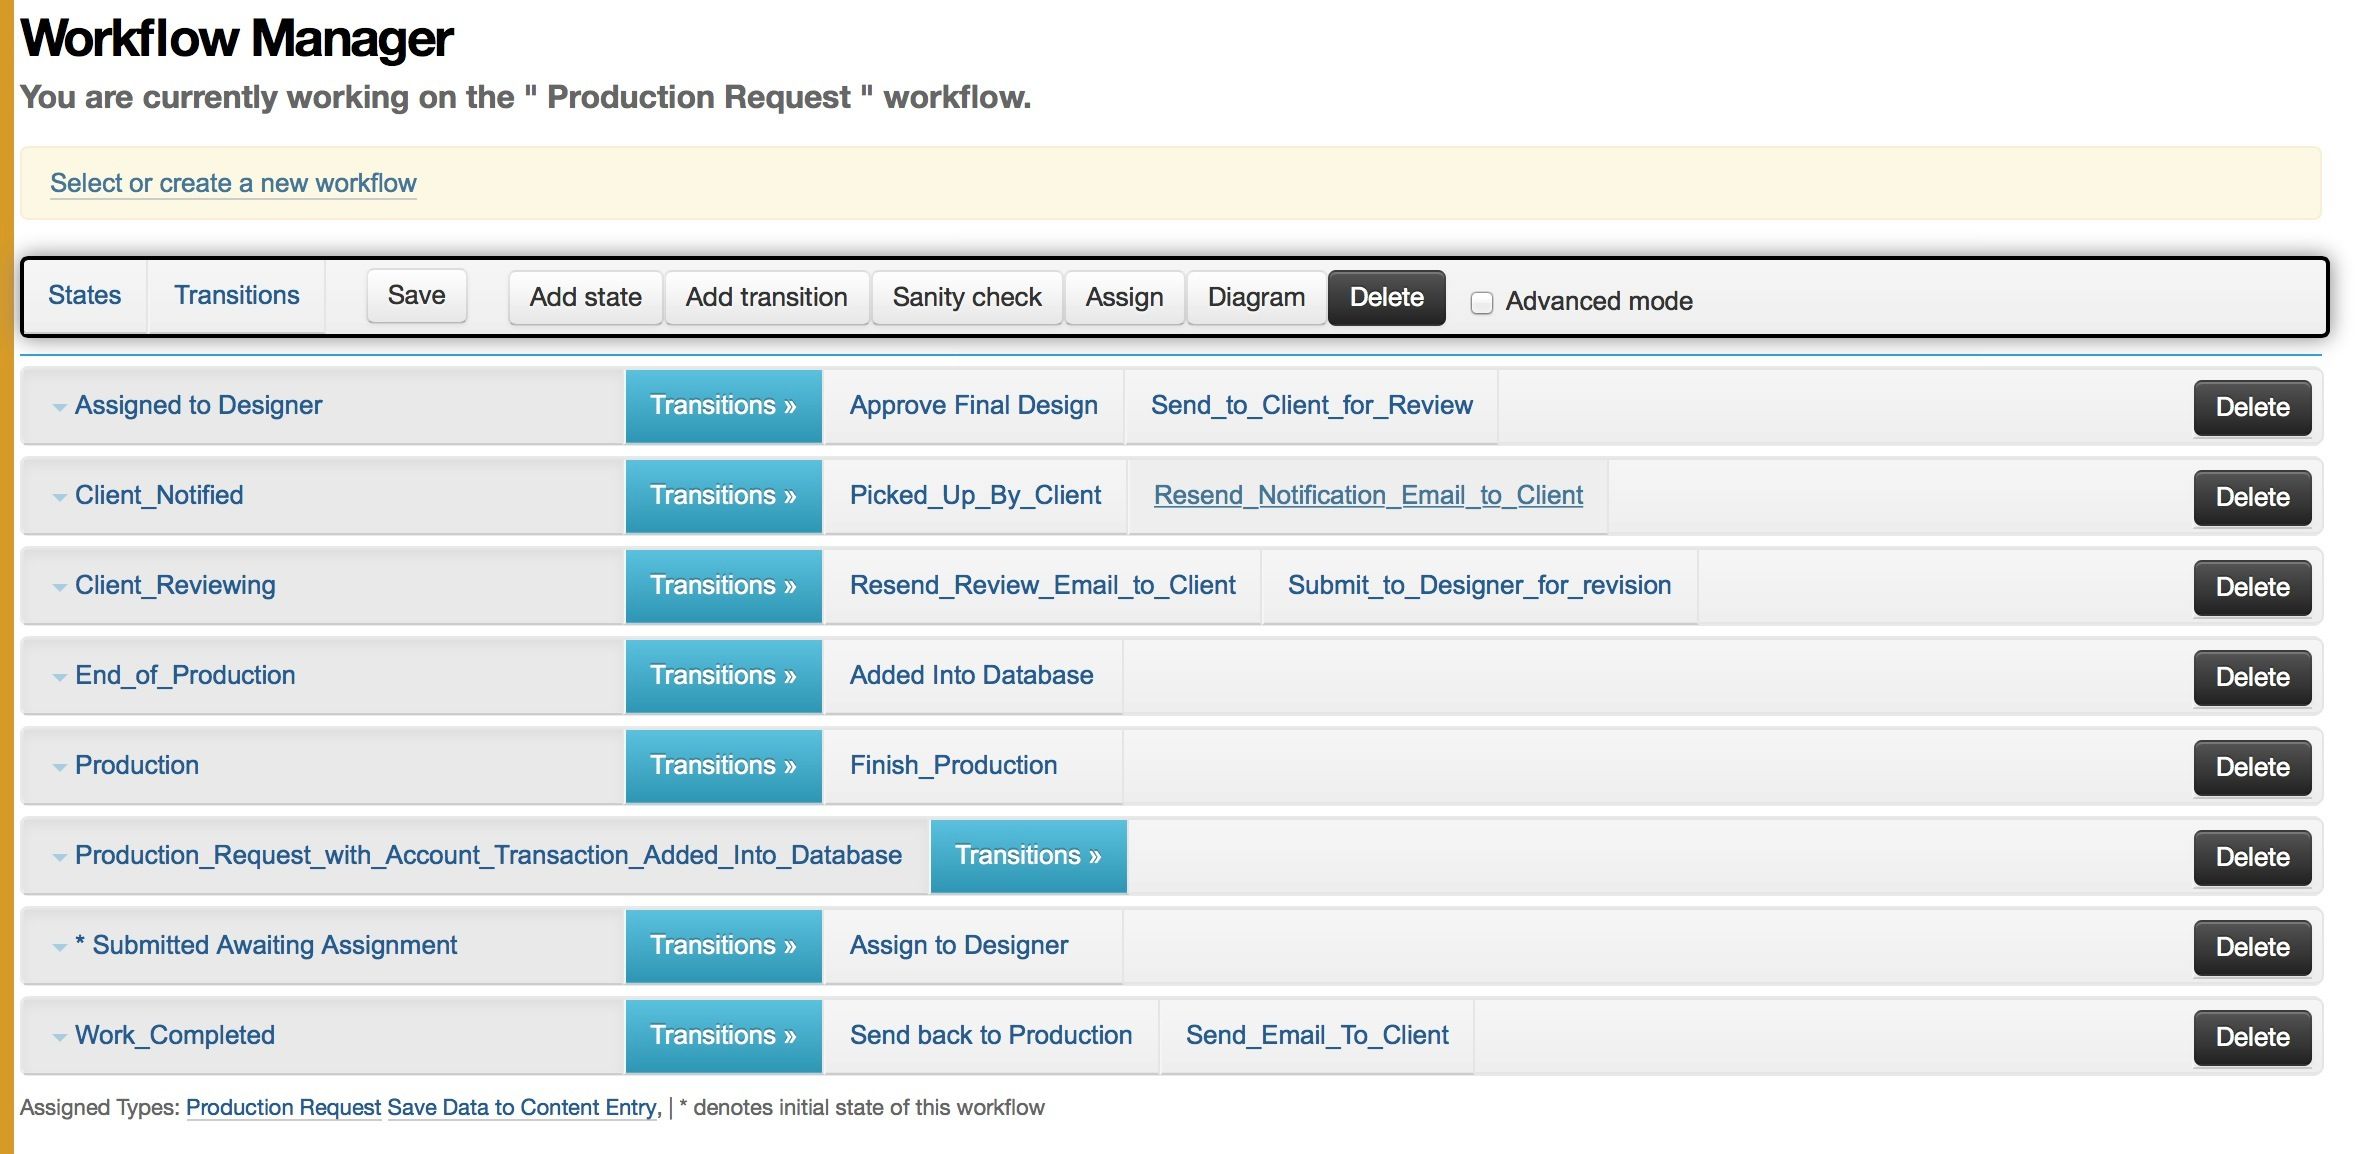 Workflow Manager
You are currently working on the " Production Request " workflow.
Select or create a new workflow
States Transitions Save Add state Add transition Sanity check Assign Diagram Delete Advanced mode
Assigned to Designer Transitions » Approve Final Design Send_to_Client_for_Review Delete
Client_Notified Transitions » Picked_Up_By_Client Resend_Notification_Email_to_Client Delete
Client_Reviewing Transitions » Resend_Review_Email_to_Client Submit_to_Designer_for_revision Delete
End_of_Production Transitions » Added Into Database Delete
Production Transitions » Finish_Production Delete
Production_Request_with_Account_Transaction_Added_Into_Database Transitions » Delete
* Submitted Awaiting Assignment Transitions » Assign to Designer Delete
Work_Completed Transitions » Send back to Production Send_Email_To_Client Delete
Assigned Types: Production Request Save Data to Content Entry, | * denotes initial state of this workflow